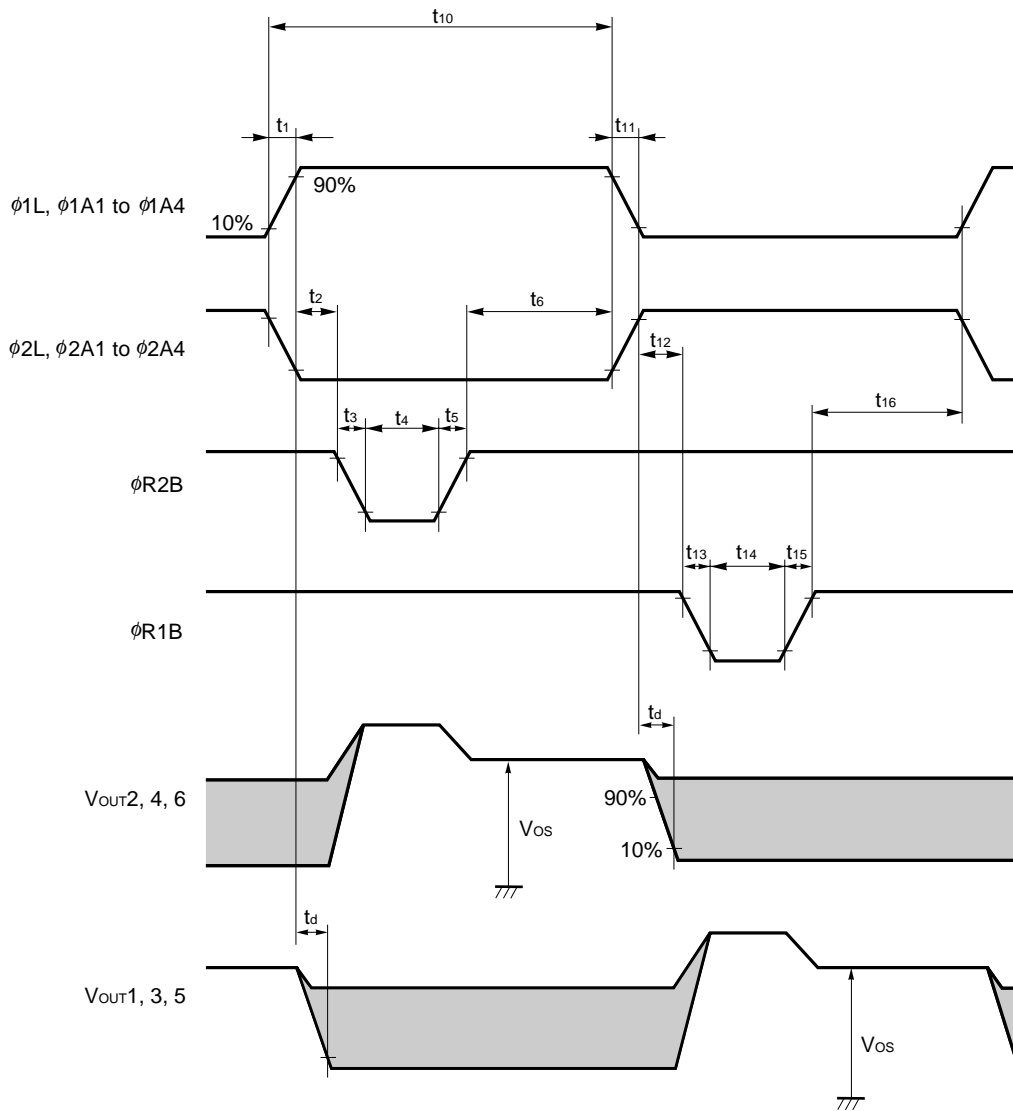 t10
t1
t11
90%
ϕ1L, ϕ1A1 to ϕ1A4
10%
t2
t6
ϕ2L, ϕ2A1 to ϕ2A4
t12
t16
t3
t4
t5
ϕR2B
t13
t14
t15
ϕR1B
td
VOUT2, 4, 6
90%
VOS
10%
td
VOUT1, 3, 5
VOS